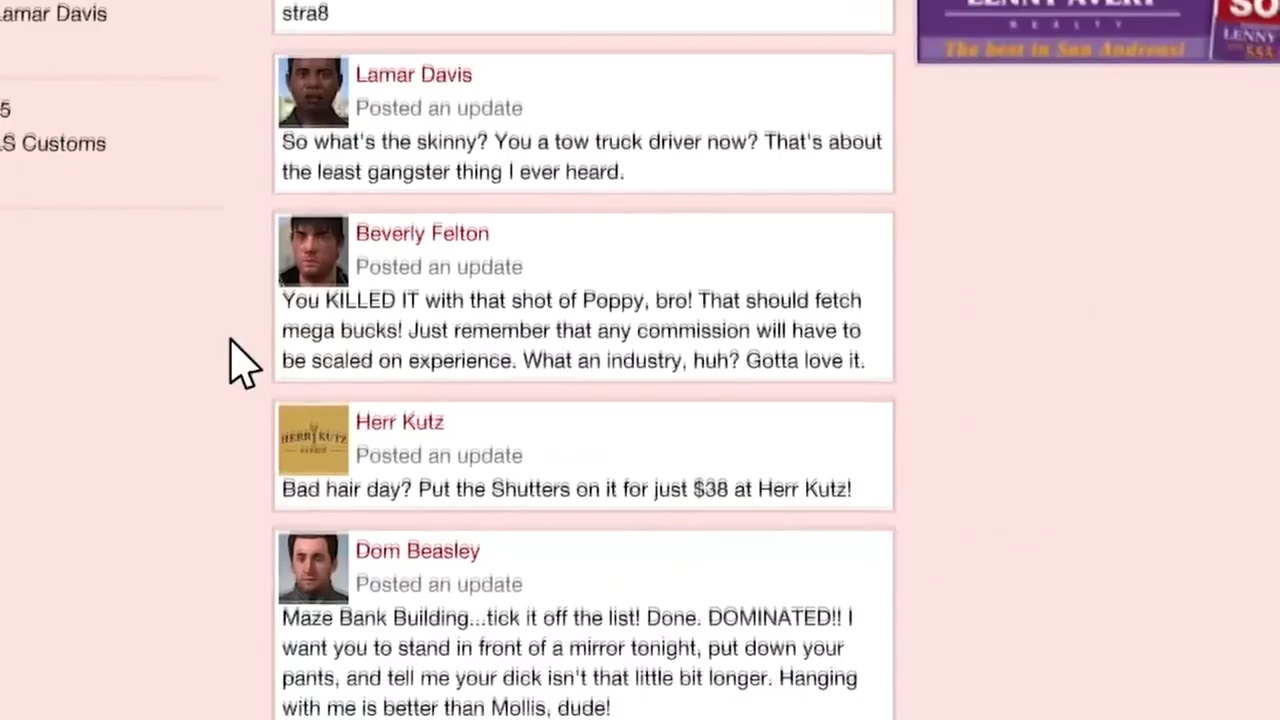 Lamar Davis
5
LS Customs
stra8
Lamar Davis
Posted an update
So what's the skinny? You a tow truck driver now? That's about
the least gangster thing I ever heard.
Beverly Felton
Posted an update
You KILLED IT with that shot of Poppy, bro! That should fetch
mega bucks! Just remember that any commission will have to
be scaled on experience. What an industry, huh? Gotta love it.
HERR KUTZ
BARBER
Herr Kutz
Posted an update
Bad hair day? Put the Shutters on it for just $38 at Herr Kutz!
Dom Beasley
Posted an update
Maze Bank Building...tick it off the list! Done. DOMINATED!! I
want you to stand in front of a mirror tonight, put down your
pants, and tell me your dick isn't that little bit longer. Hanging
with me is better than Mollis, dude!
LENNY AVERY
REALTY
The best in San Andreas!
SO
LENNY
555